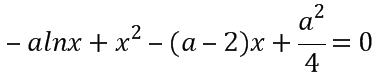 - alnx + x² - (a - 2)x + a²/4 = 0